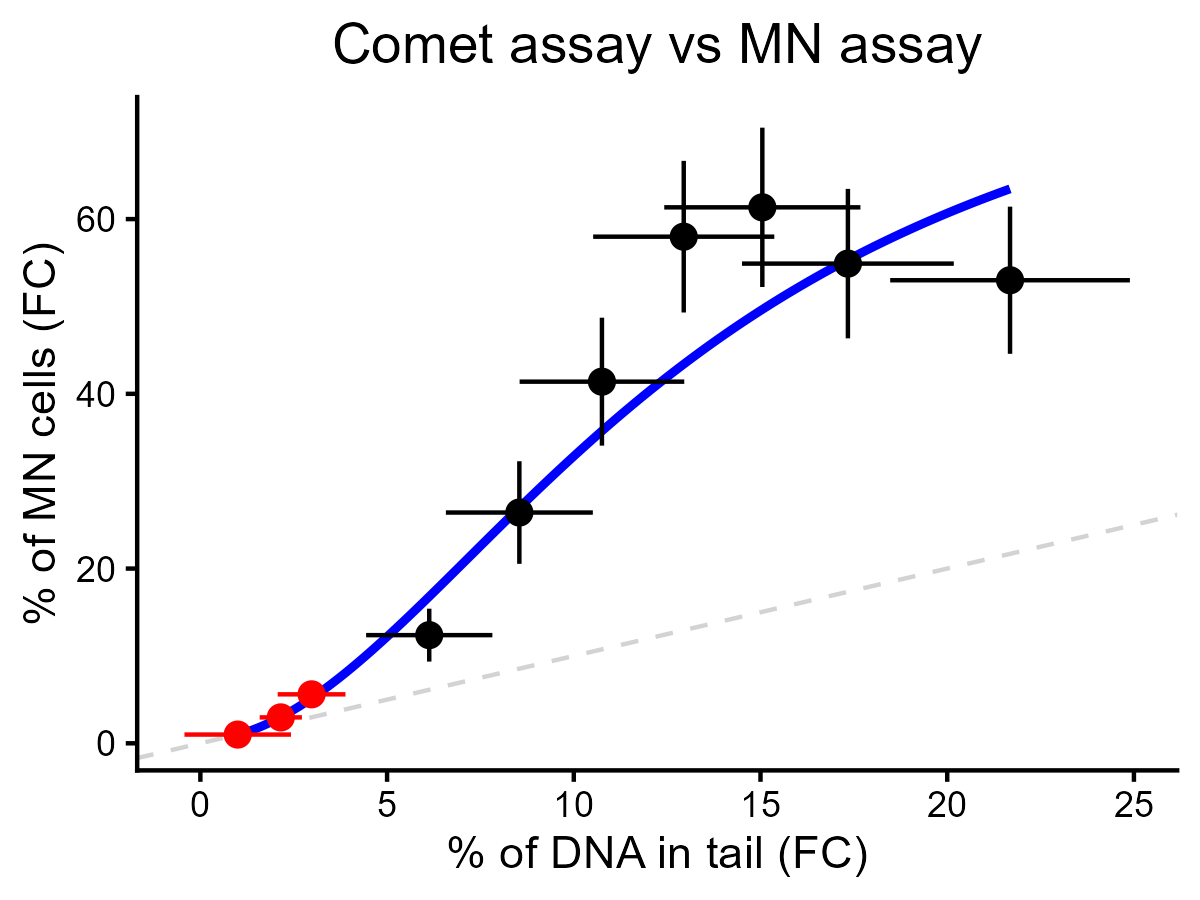 Comet assay vs MN assay
% of MN cells (FC)
60
40
20
0
0 5 10 15 20 25
% of DNA in tail (FC)